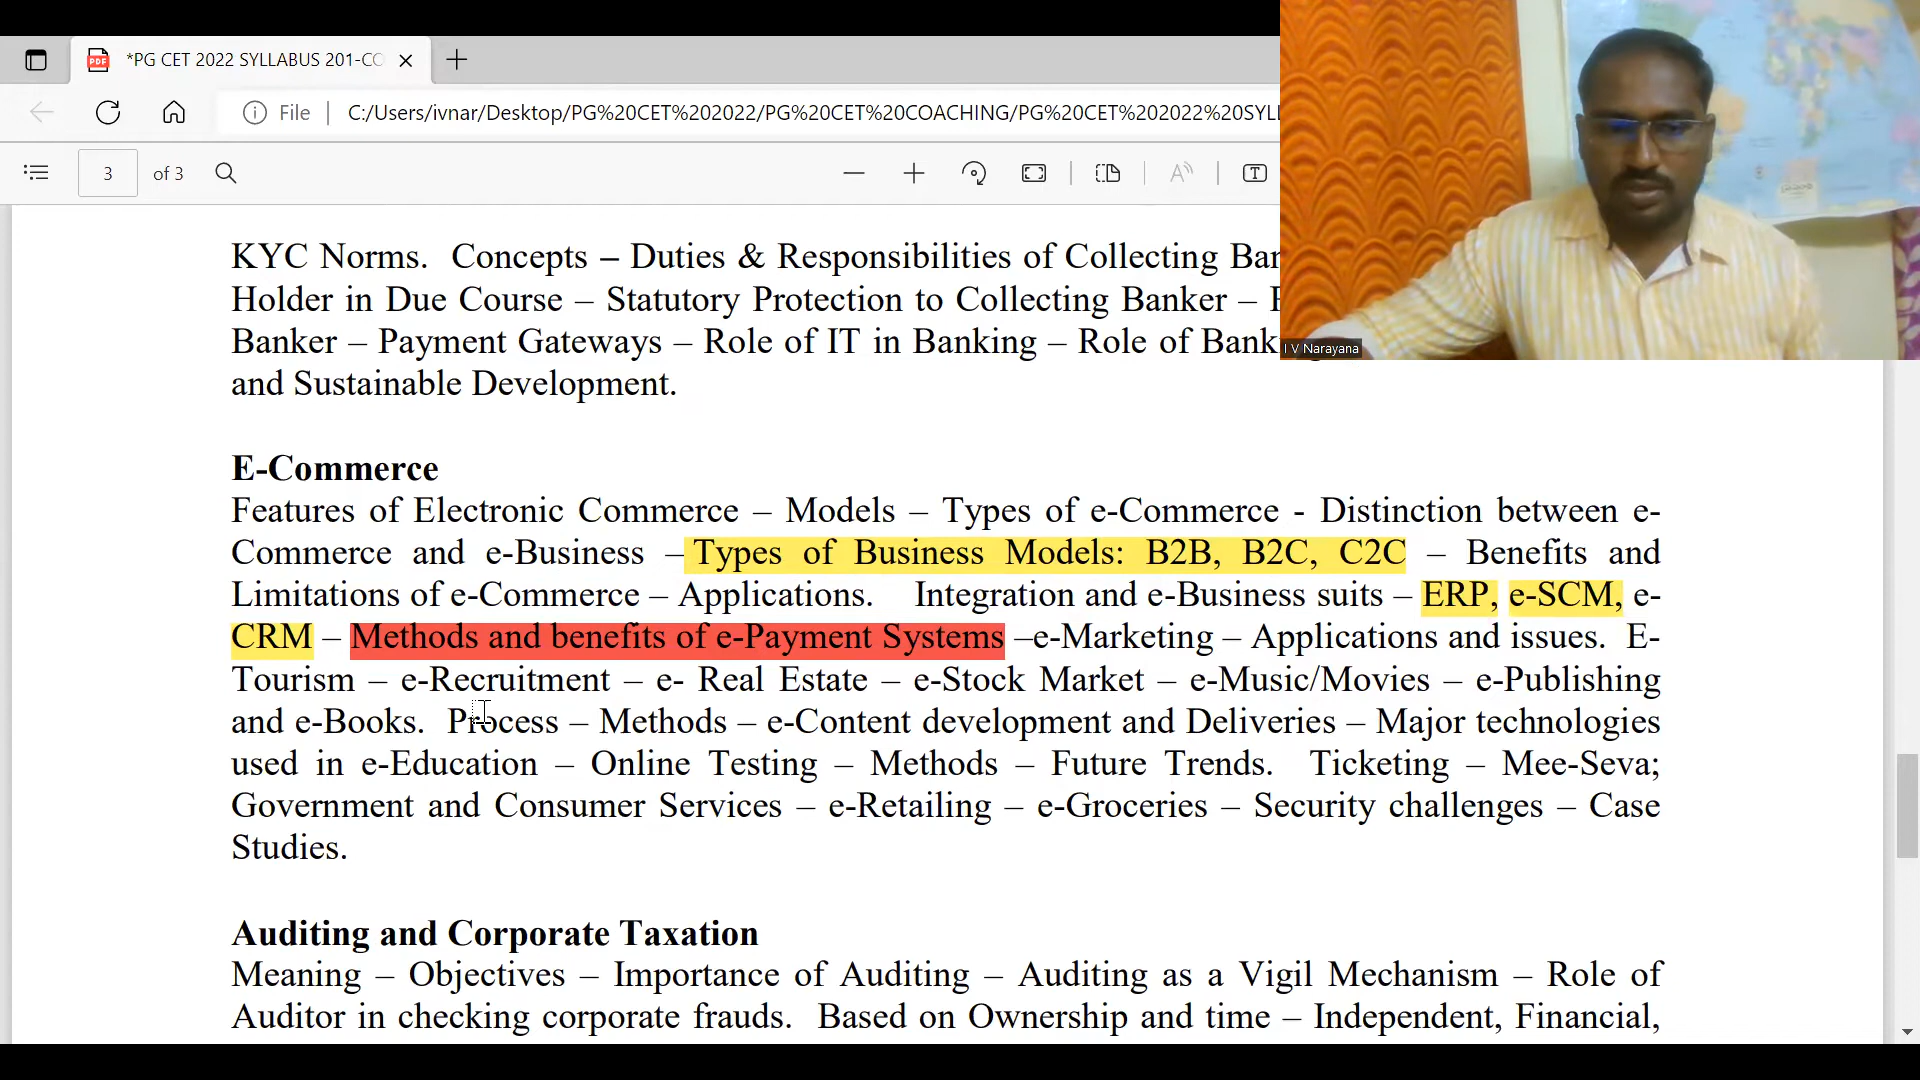 *PG CET 2022 SYLLABUS 201-CO
File
C:/Users/ivnar/Desktop/PG%20CET%202022/PG%20CET%20COACHING/PG%20CET%202022%20SYL
3 of 3
I V Narayana
KYC Norms. Concepts – Duties & Responsibilities of Collecting
Holder in Due Course – Statutory Protection to Collecting Banker –
Banker – Payment Gateways – Role of IT in Banking – Role of
and Sustainable Development.
E-Commerce
Features of Electronic Commerce – Models – Types of e-Commerce - Distinction between e-
Commerce and e-Business – Types of Business Models: B2B, B2C, C2C – Benefits and
Limitations of e-Commerce – Applications. Integration and e-Business suits – ERP, e-SCM, e-
CRM – Methods and benefits of e-Payment Systems –e-Marketing – Applications and issues. E-
Tourism – e-Recruitment – e- Real Estate – e-Stock Market – e-Music/Movies – e-Publishing
and e-Books. Process – Methods – e-Content development and Deliveries – Major technologies
used in e-Education – Online Testing – Methods – Future Trends. Ticketing – Mee-Seva;
Government and Consumer Services – e-Retailing – e-Groceries – Security challenges – Case
Studies.
Auditing and Corporate Taxation
Meaning – Objectives – Importance of Auditing – Auditing as a Vigil Mechanism – Role of
Auditor in checking corporate frauds. Based on Ownership and time – Independent, Financial,